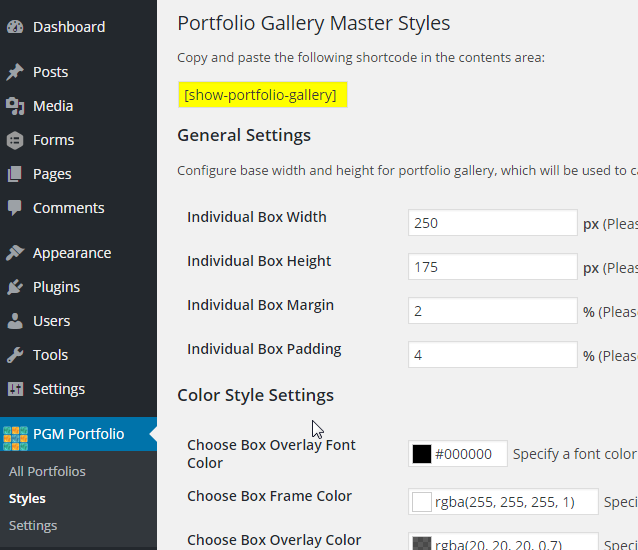 Dashboard
Posts
Media
Forms
Pages
Comments
Appearance
Plugins
Users
Tools
Settings
PGM Portfolio
All Portfolios
Styles
Settings
Portfolio Gallery Master Styles
Copy and paste the following shortcode in the contents area:
[show-portfolio-gallery]
General Settings
Configure base width and height for portfolio gallery, which will be used to
Individual Box Width 250 px (Pleas
Individual Box Height 175 px (Pleas
Individual Box Margin 2 % (Please
Individual Box Padding 4 % (Please
Color Style Settings
Choose Box Overlay Font
Color #000000 Specify a font color
Choose Box Frame Color rgba(255, 255, 255, 1) Speci
Choose Box Overlay Color rgba(20, 20, 20, 0.7) Speci